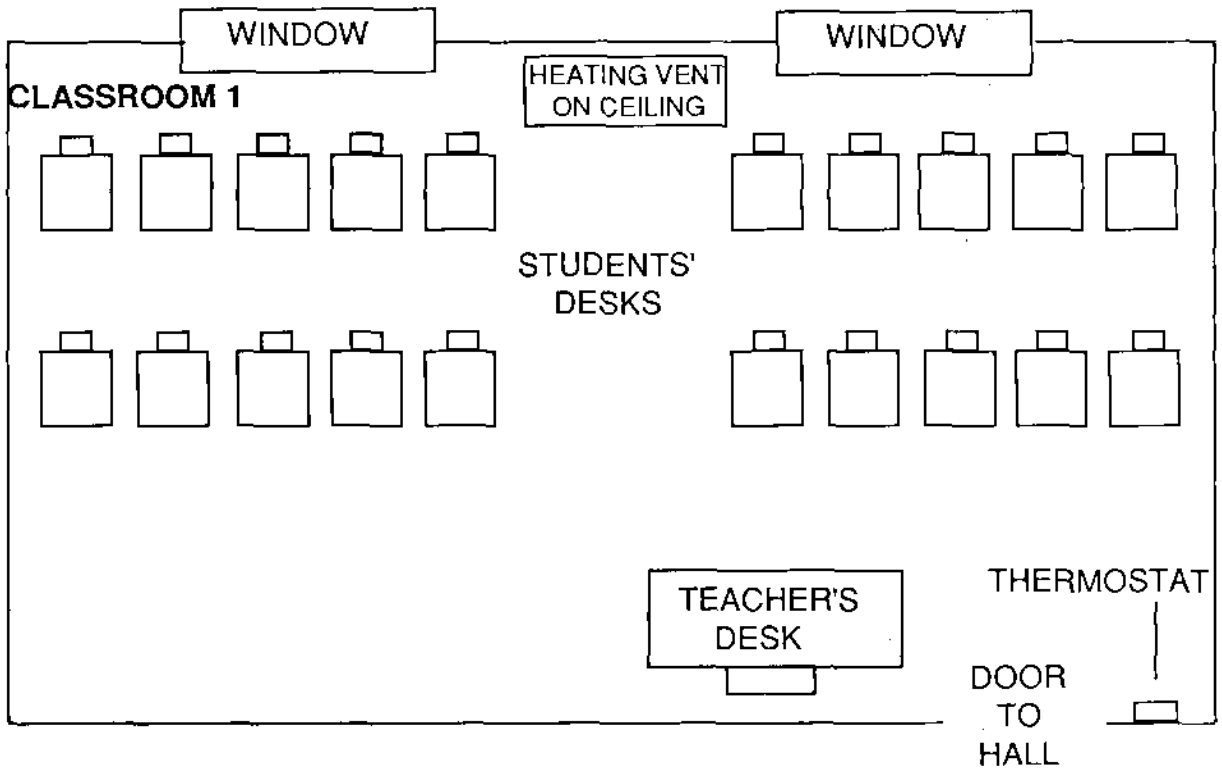 WINDOW
WINDOW
HEATING VENT
ON CEILING
CLASSROOM 1
STUDENTS'
DESKS
TEACHER'S
DESK
THERMOSTAT
DOOR
TO
HALL